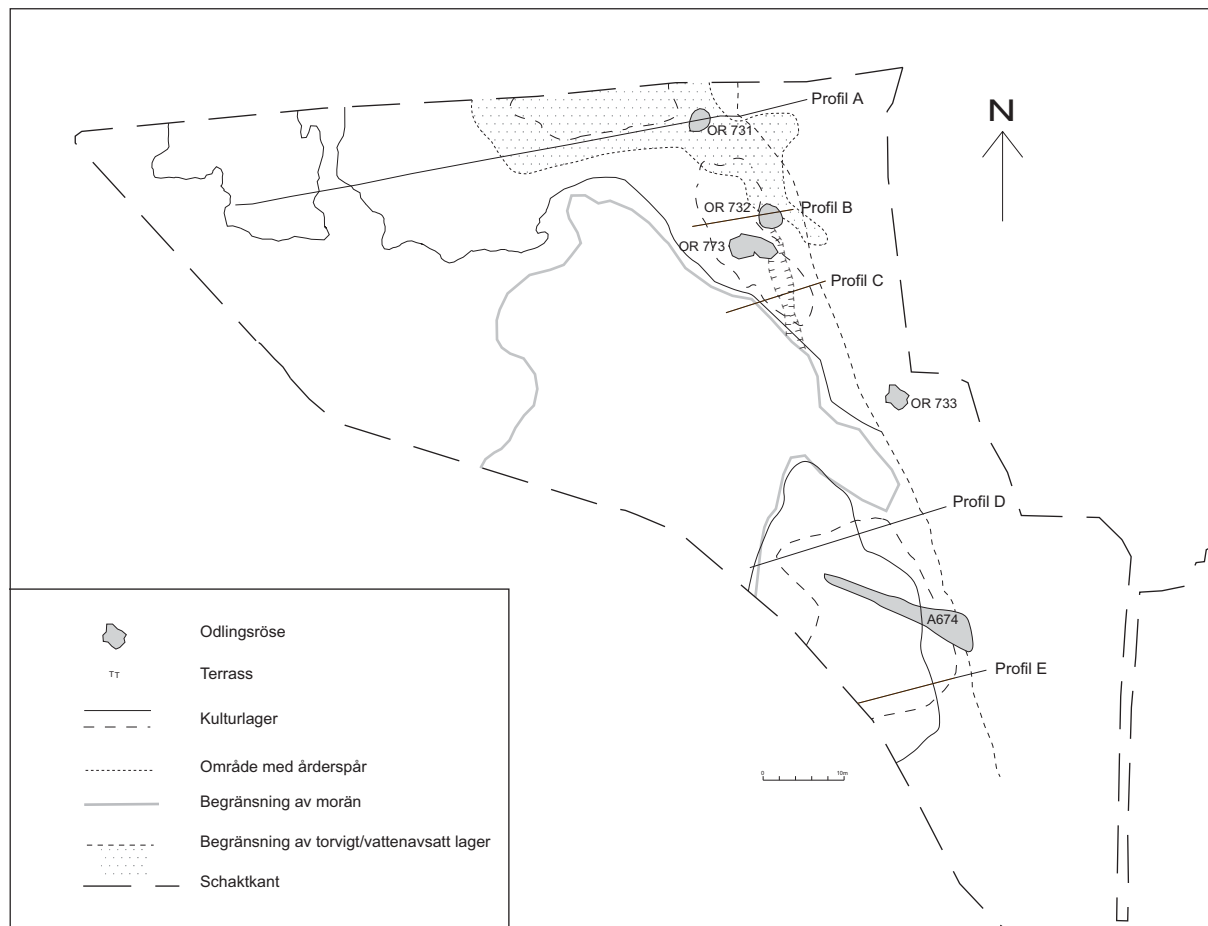 Profil A
N
OR 731
OR 732
Profil B
OR 773
Profil C
OR 733
Profil D
A674
Profil E
0 10m
Odlingsröse
TT Terrass
Kulturlager
Område med årderspår
Begränsning av morän
Begränsning av torvigt/vattenavsatt lager
Schaktkant